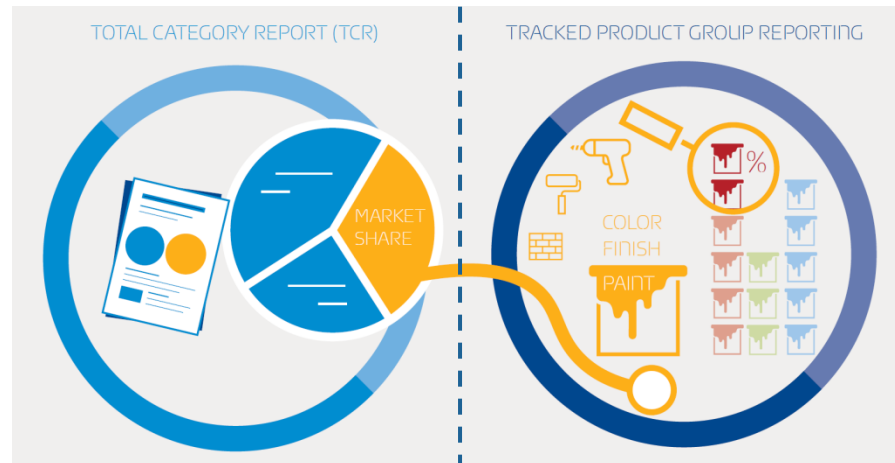 TOTAL CATEGORY REPORT (TCR)
MARKET
SHARE
TRACKED PRODUCT GROUP REPORTING
%
COLOR
FINISH
PAINT